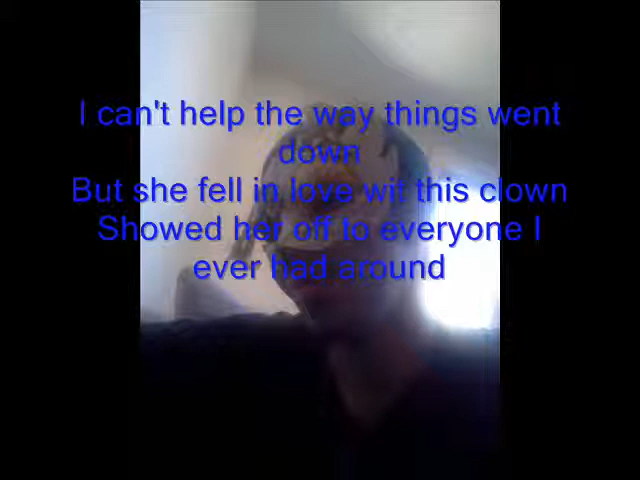 I can't help the way things went
down
But she fell in love wit this clown
Showed her off to everyone I
ever had around